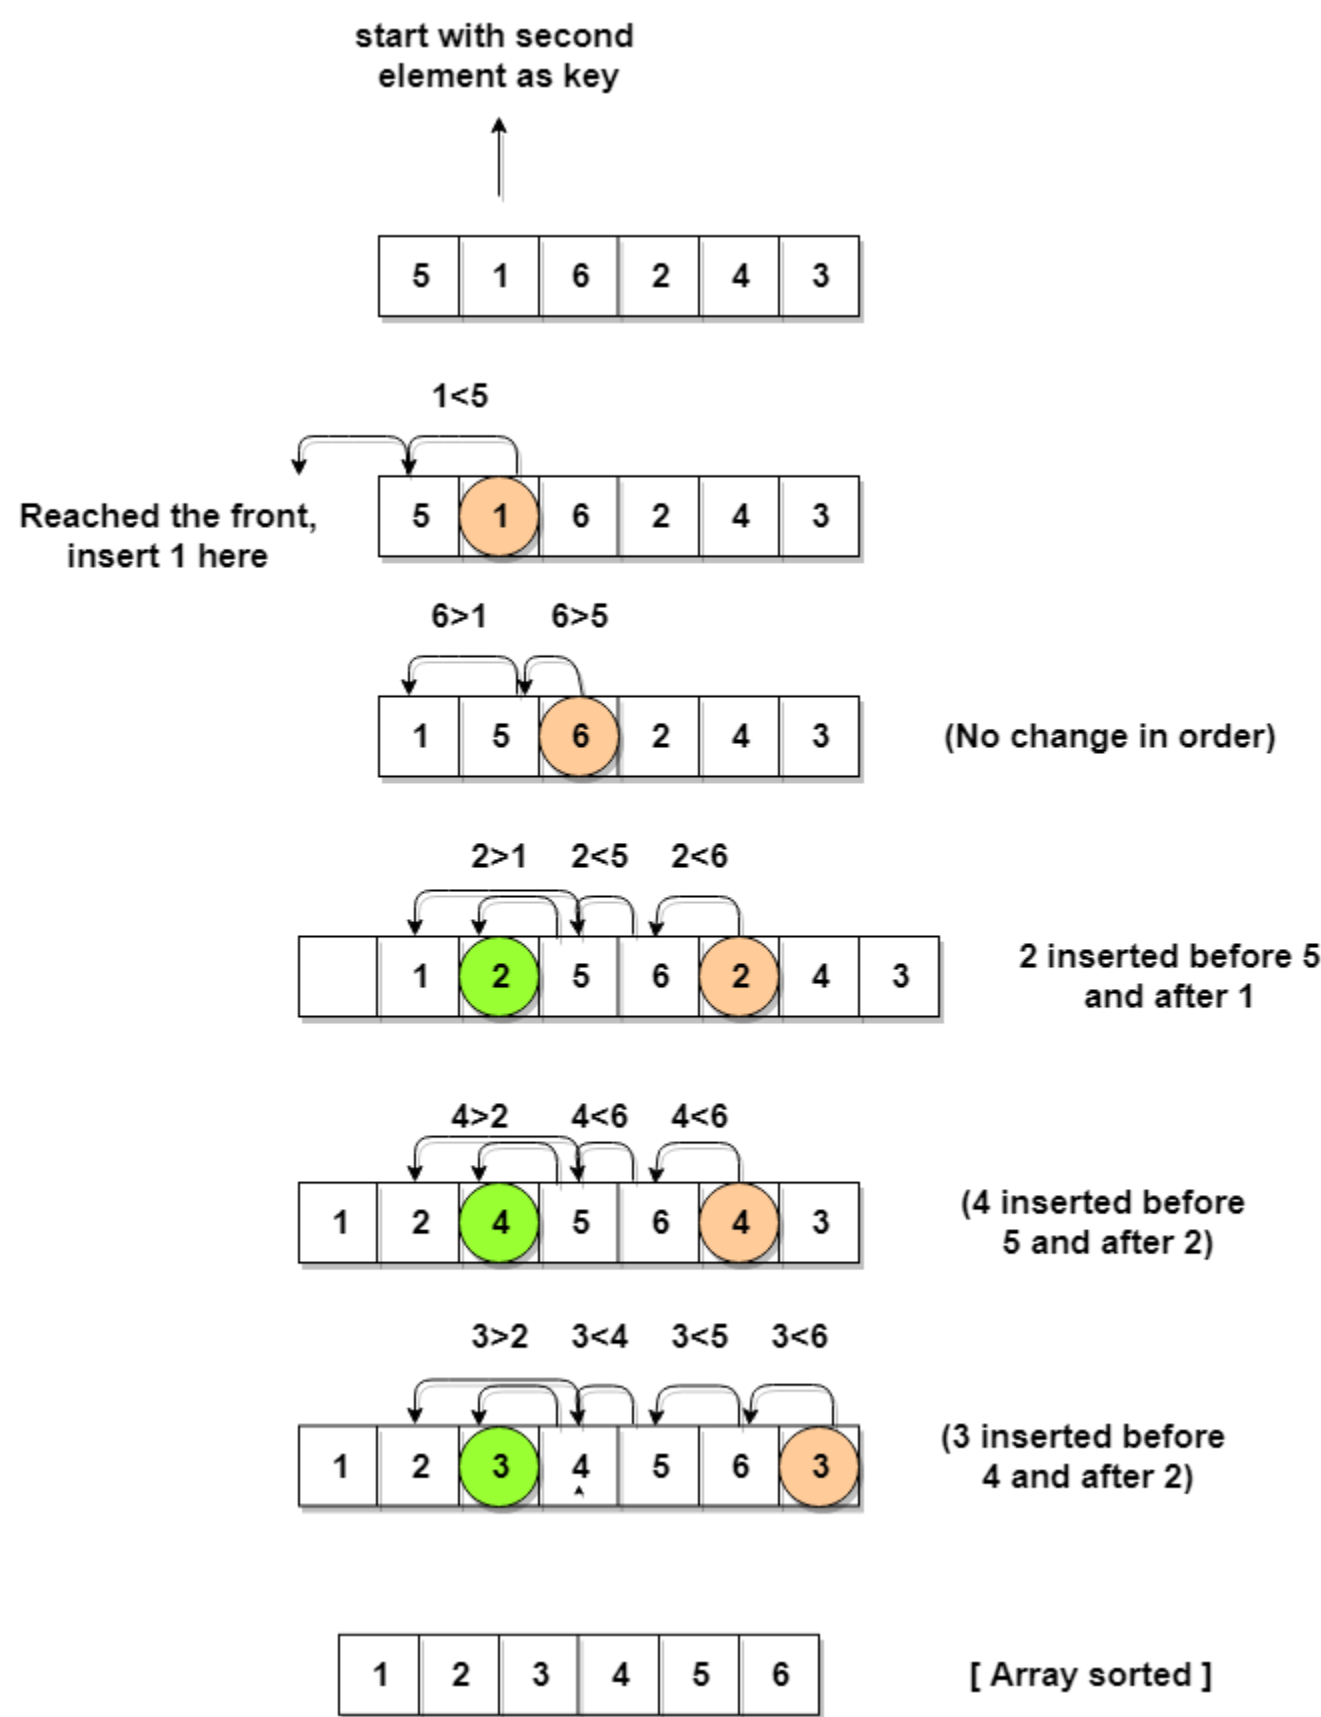 start with second
element as key
5 1 6 2 4 3
1<5
Reached the front,
insert 1 here
5 1 6 2 4 3
6>1 6>5
1 5 6 2 4 3
(No change in order)
2>1 2<5 2<6
1 2 5 6 2 4 3
2 inserted before 5
and after 1
4>2 4<6 4<6
1 2 4 5 6 4 3
(4 inserted before
5 and after 2)
3>2 3<4 3<5 3<6
1 2 3 4 5 6 3
(3 inserted before
4 and after 2)
1 2 3 4 5 6
[ Array sorted ]